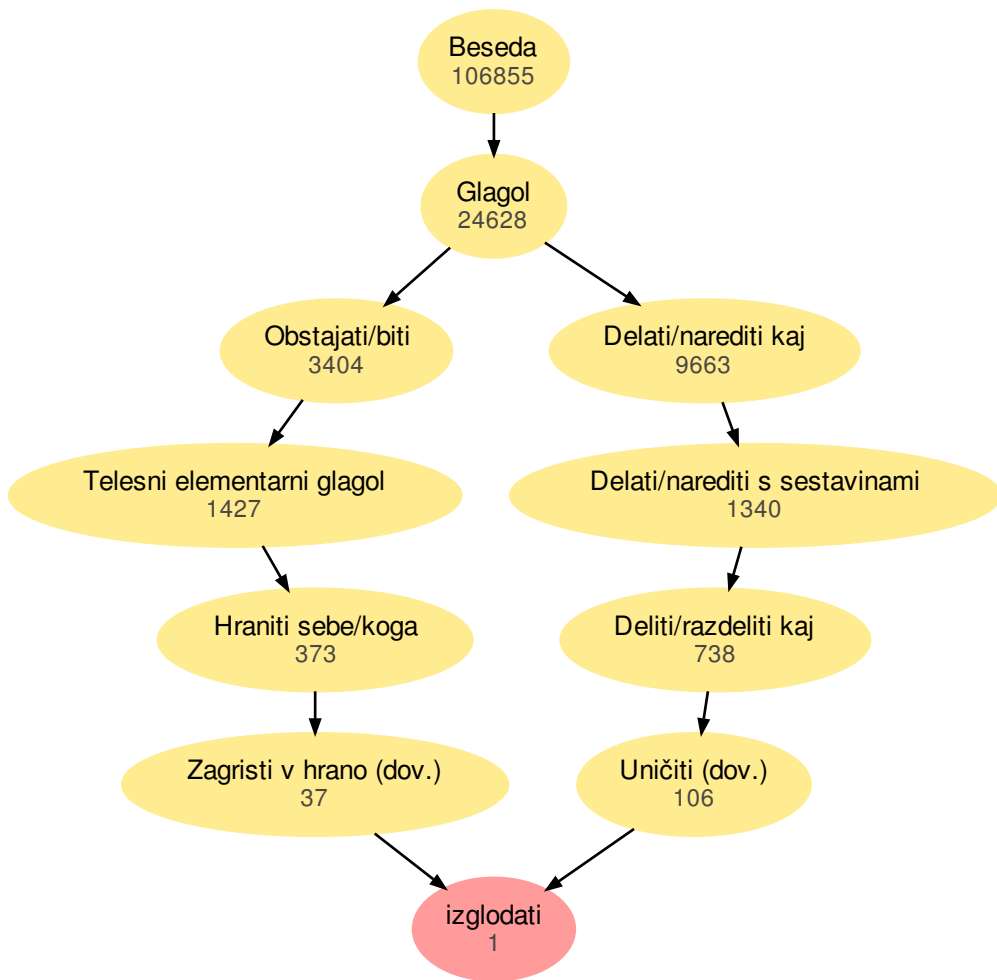 Beseda
106855
Glagol
24628
Obstajati/biti
3404
Delati/narediti kaj
9663
Telesni elementarni glagol
1427
Delati/narediti s sestavinami
1340
Hraniti sebe/koga
373
Deliti/razdeliti kaj
738
Zagristi v hrano (dov.)
37
Uničiti (dov.)
106
izglodati
1